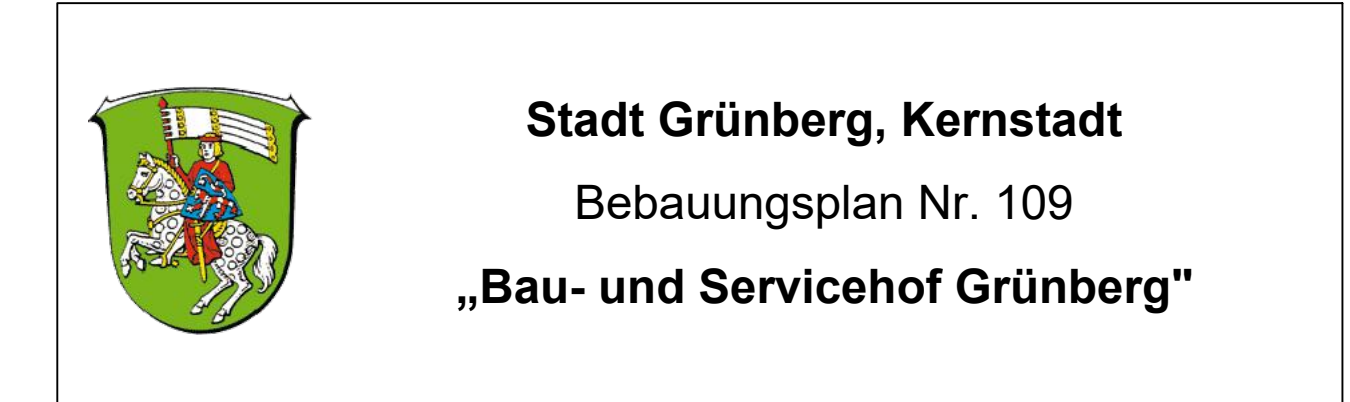 Stadt Grünberg, Kernstadt
Bebauungsplan Nr. 109
„Bau- und Servicehof Grünberg"